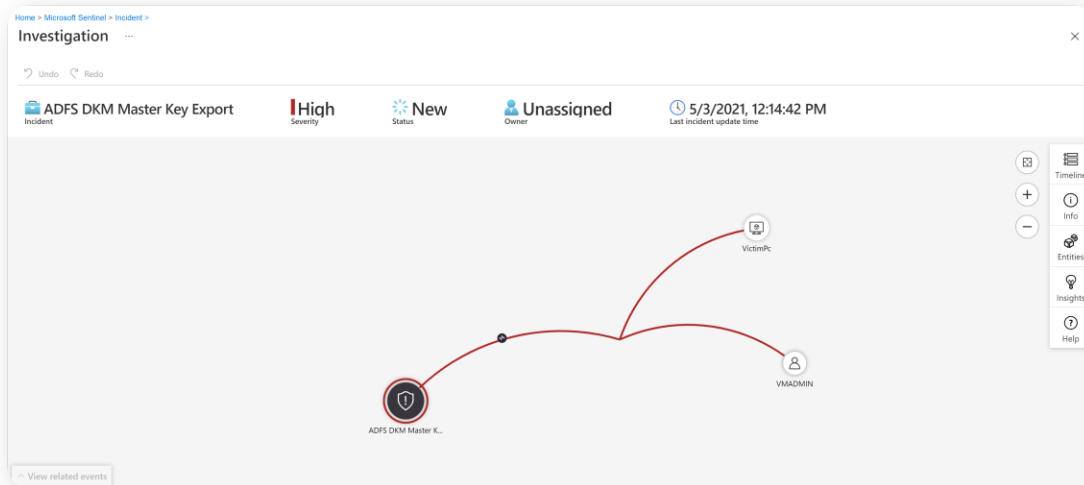 Home > Microsoft Sentinel > Incident >
Investigation ...
Undo Redo
ADFS DKM Master Key Export High New Unassigned 5/3/2021, 12:14:42 PM
Incident Severity Status Owner Last incident update time
Timeline
Info
VictimPc
Entities
Insights
Help
VMADMIN
ADFS DKM Master K...
View related events